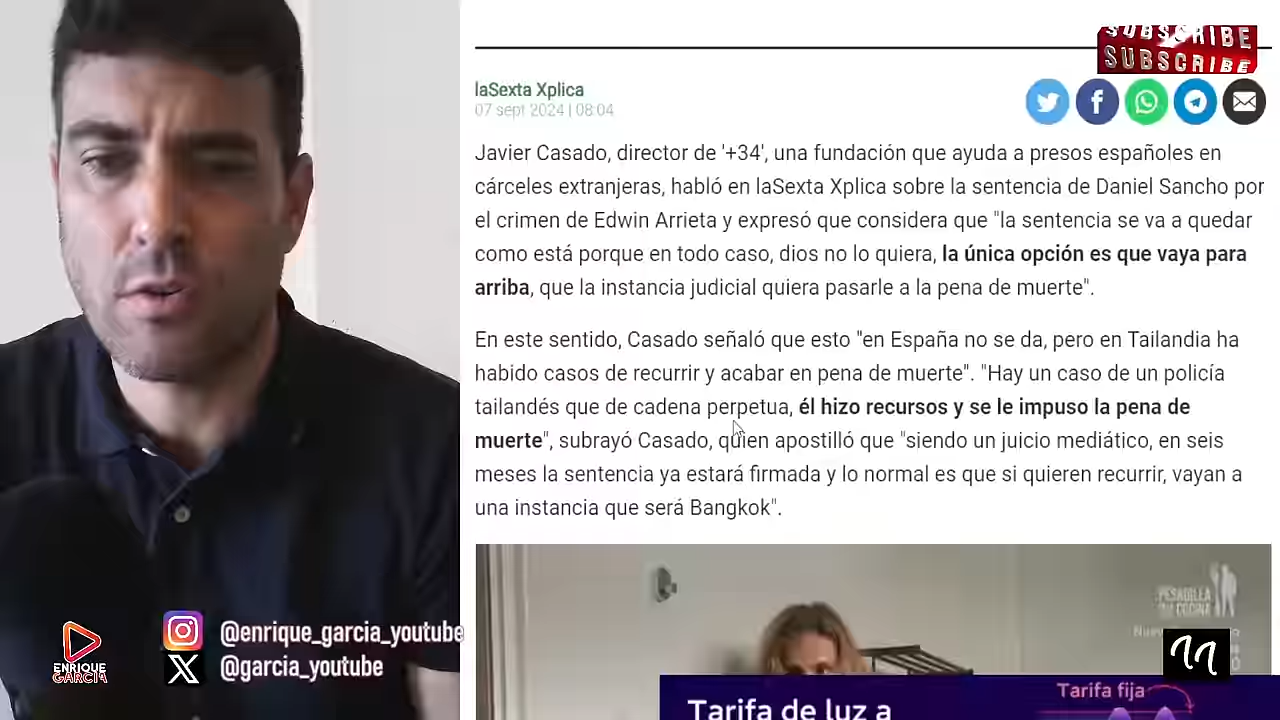 SUBSCRIBE
SUBSCRIBE
laSexta Xplica
07 sept 2024 | 08:04
Javier Casado, director de '+34', una fundación que ayuda a presos españoles en
cárceles extranjeras, habló en laSexta Xplica sobre la sentencia de Daniel Sancho por
el crimen de Edwin Arrieta y expresó que considera que "la sentencia se va a quedar
como está porque en todo caso, dios no lo quiera, la única opción es que vaya para
arriba, que la instancia judicial quiera pasarle a la pena de muerte".
En este sentido, Casado señaló que esto "en España no se da, pero en Tailandia ha
habido casos de recurrir y acabar en pena de muerte". "Hay un caso de un policía
tailandés que de cadena perpetua, él hizo recursos y se le impuso la pena de
muerte", subrayó Casado, quien apostilló que "siendo un juicio mediático, en seis
meses la sentencia ya estará firmada y lo normal es que si quieren recurrir, vayan a
una instancia que será Bangkok".
PESADILLA
EN LA COCINA
ENRIQUE
GARCIA
@enrique_garcia_youtube
@garcia_youtube
Tarifa fija
Tarifa de luz a